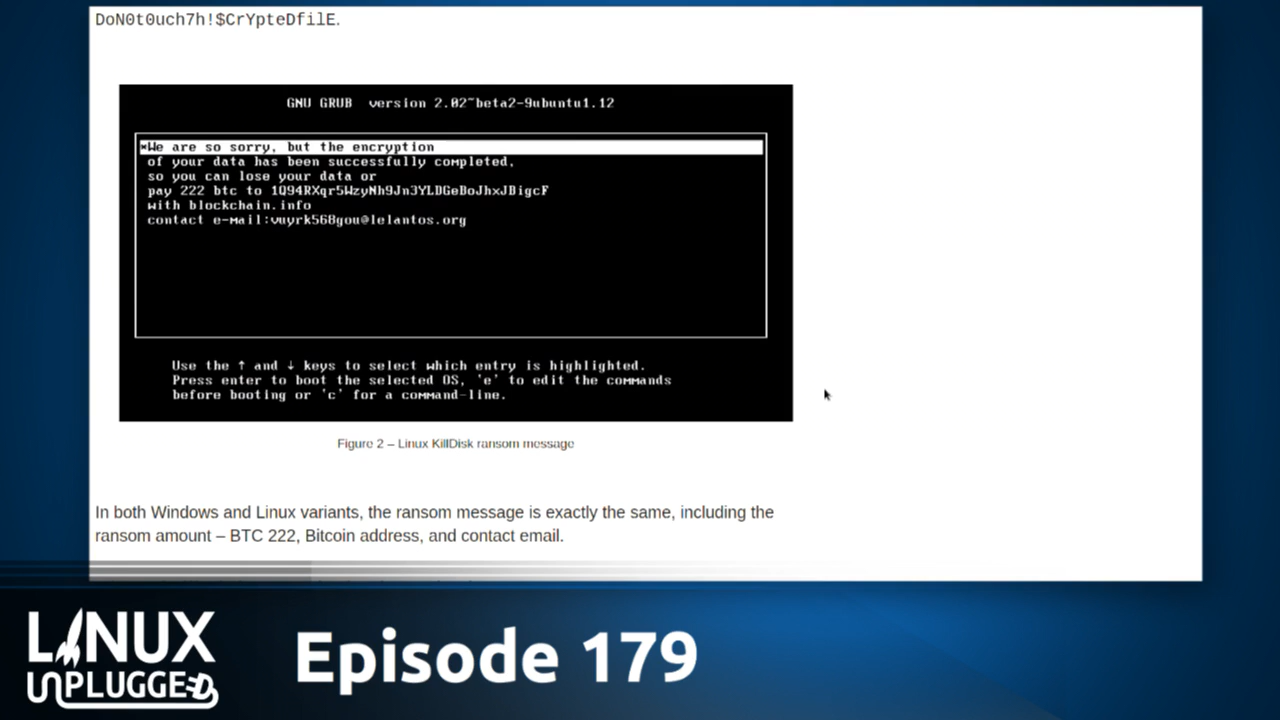 DoN0t0uch7h!$CrYpteDfilE.
GNU GRUB version 2.02~beta2-9ubuntu1.12
*We are so sorry, but the encryption
of your data has been successfully completed,
so you can lose your data or
pay 222 btc to 1Q94RXqr5WzyNh9Jn3YLDGeBoJhxJBigcF
with blockchain.info
contact e-mail:vuyrk568gou@lelantos.org
Use the ↑ and ↓ keys to select which entry is highlighted.
Press enter to boot the selected OS, 'e' to edit the commands
before booting or 'c' for a command-line.
Figure 2 – Linux KillDisk ransom message
In both Windows and Linux variants, the ransom message is exactly the same, including the
ransom amount – BTC 222, Bitcoin address, and contact email.
LINUX
UNPLUGGED
Episode 179